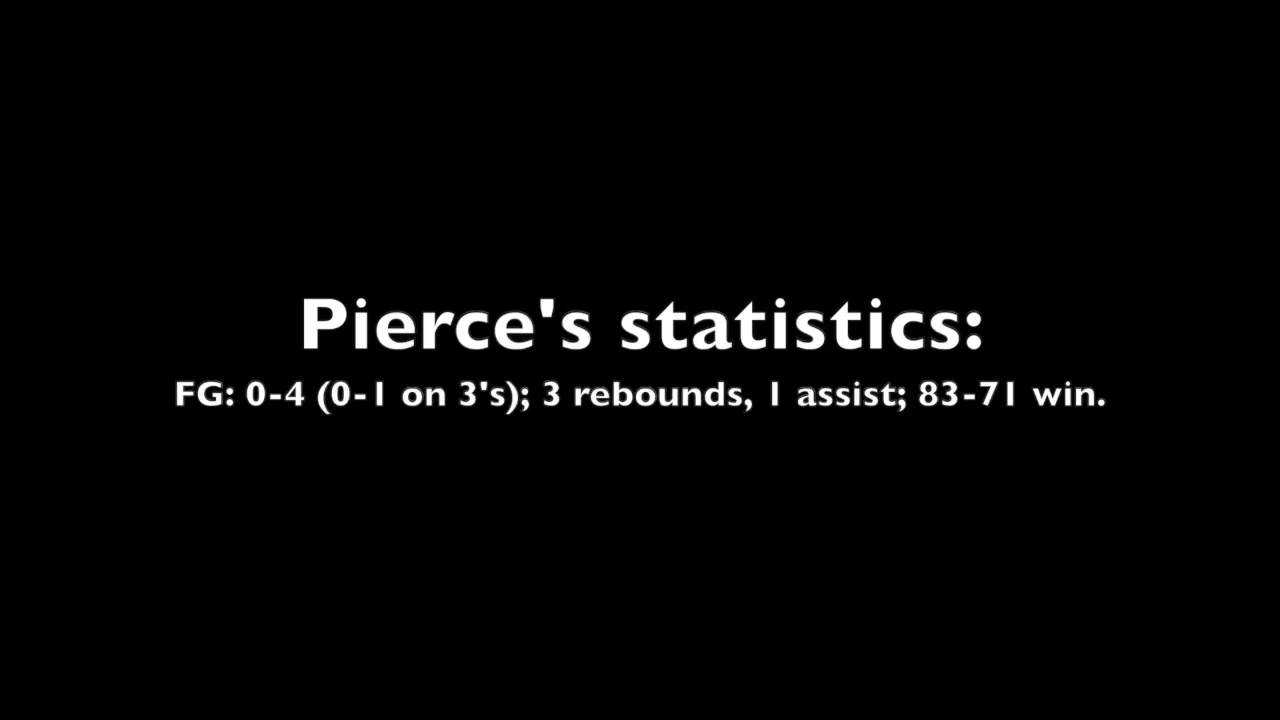 Pierce's statistics:
FG: 0-4 (0-1 on 3's); 3 rebounds, 1 assist; 83-71 win.